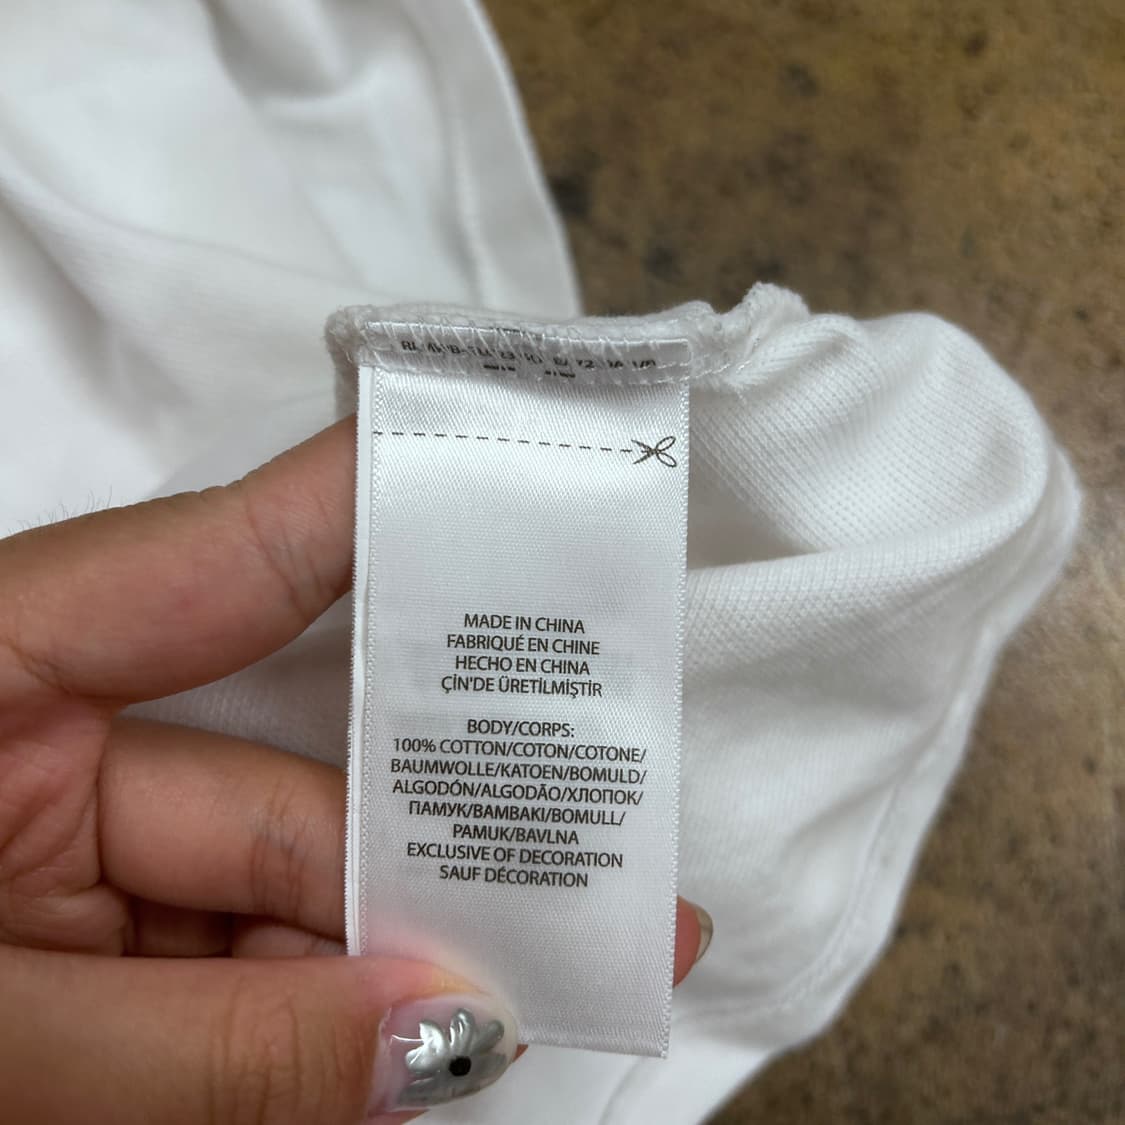 MADE IN CHINA
FABRIQUÉ EN CHINE
HECHO EN CHINA
ÇİN'DE ÜRETİLMİŞTİR
BODY/CORPS:
100% COTTON/COTON/COTONE/
BAUMWOLLE/KATOEN/BOMULD/
ALGODÓN/ALGODÃO/ХЛОПОК/
ПАМУК/BAMBAKI/BOMULL/
PAMUK/BAVLNA
EXCLUSIVE OF DECORATION
SAUF DÉCORATION